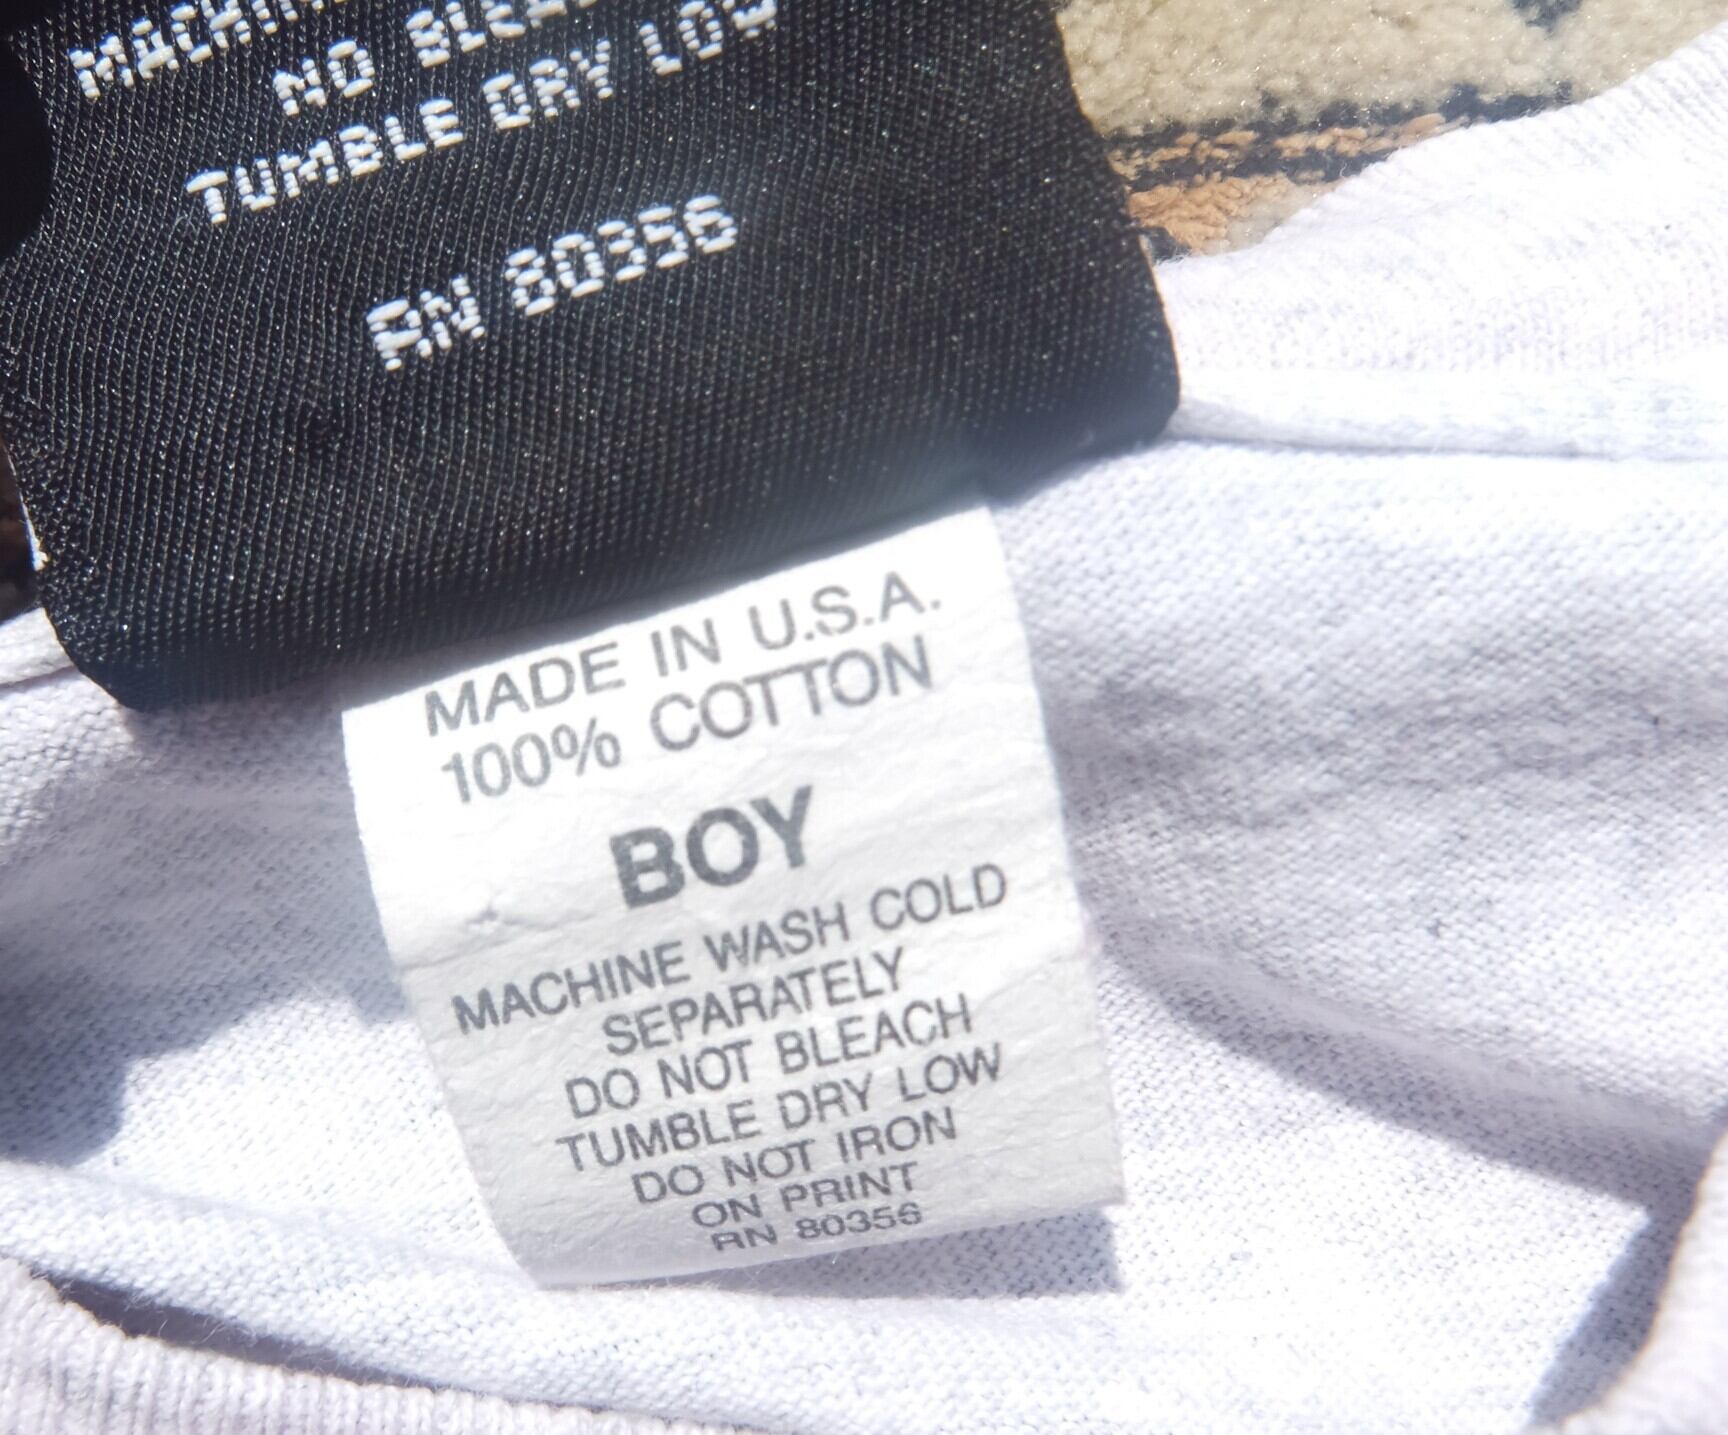 NO
TUMBLE DRY LOW
RN 80356
MADE IN U.S.A.
100% COTTON
BOY
MACHINE WASH COLD
SEPARATELY
DO NOT BLEACH
TUMBLE DRY LOW
DO NOT IRON
ON PRINT
RN 80356